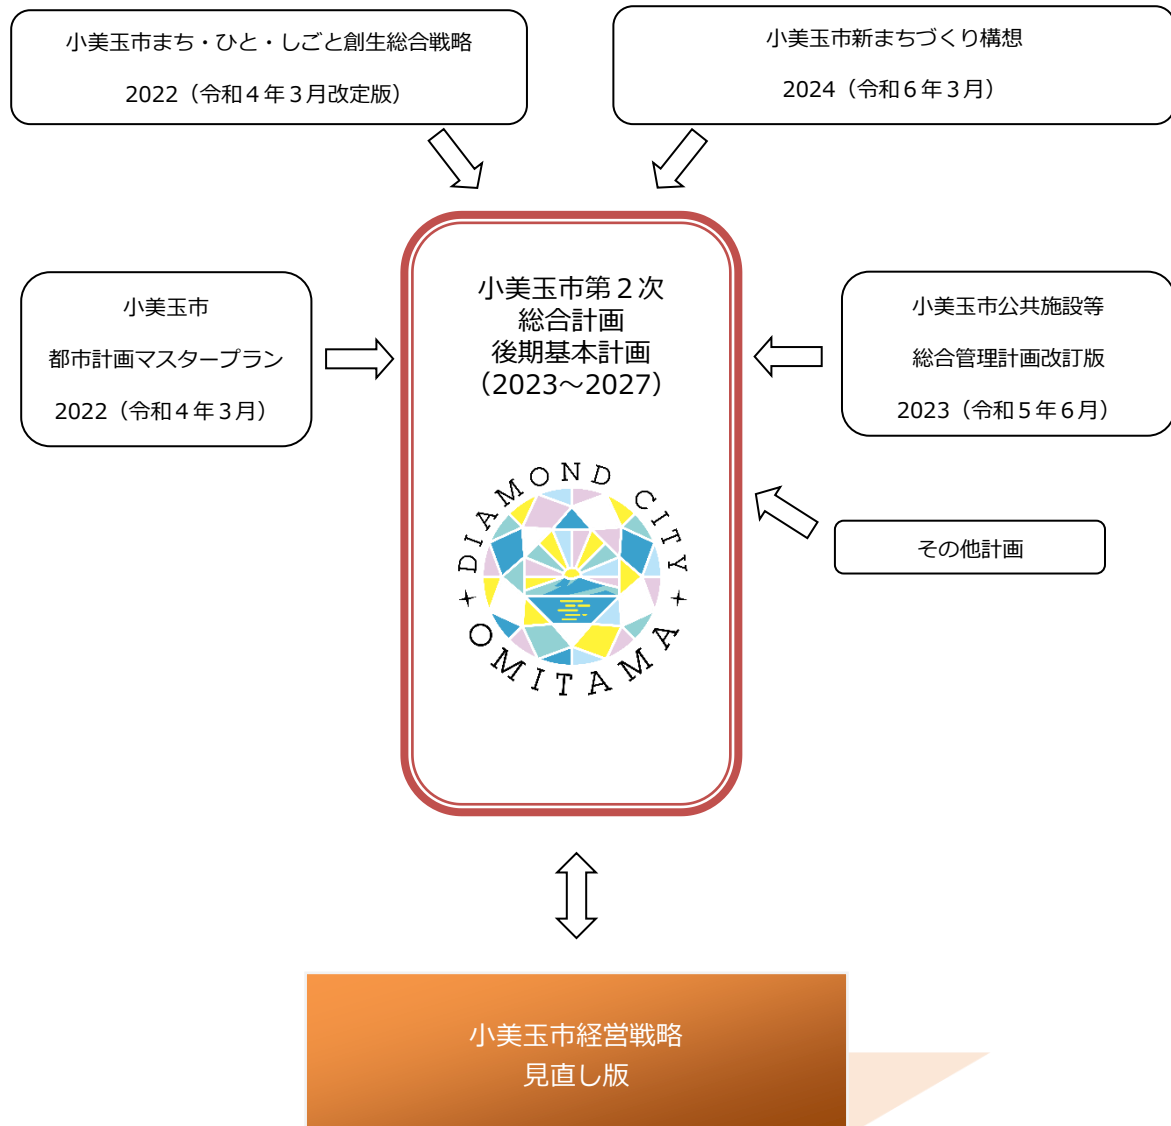 小美玉市まち・ひと・しごと創生総合戦略
2022（令和４年３月改定版）
小美玉市新まちづくり構想
2024（令和６年３月）
小美玉市
都市計画マスタープラン
2022（令和４年３月）
小美玉市第２次
総合計画
後期基本計画
（2023～2027）
DIAMOND CITY
OMITAMA
小美玉市公共施設等
総合管理計画改訂版
2023（令和５年６月）
その他計画
小美玉市経営戦略
見直し版